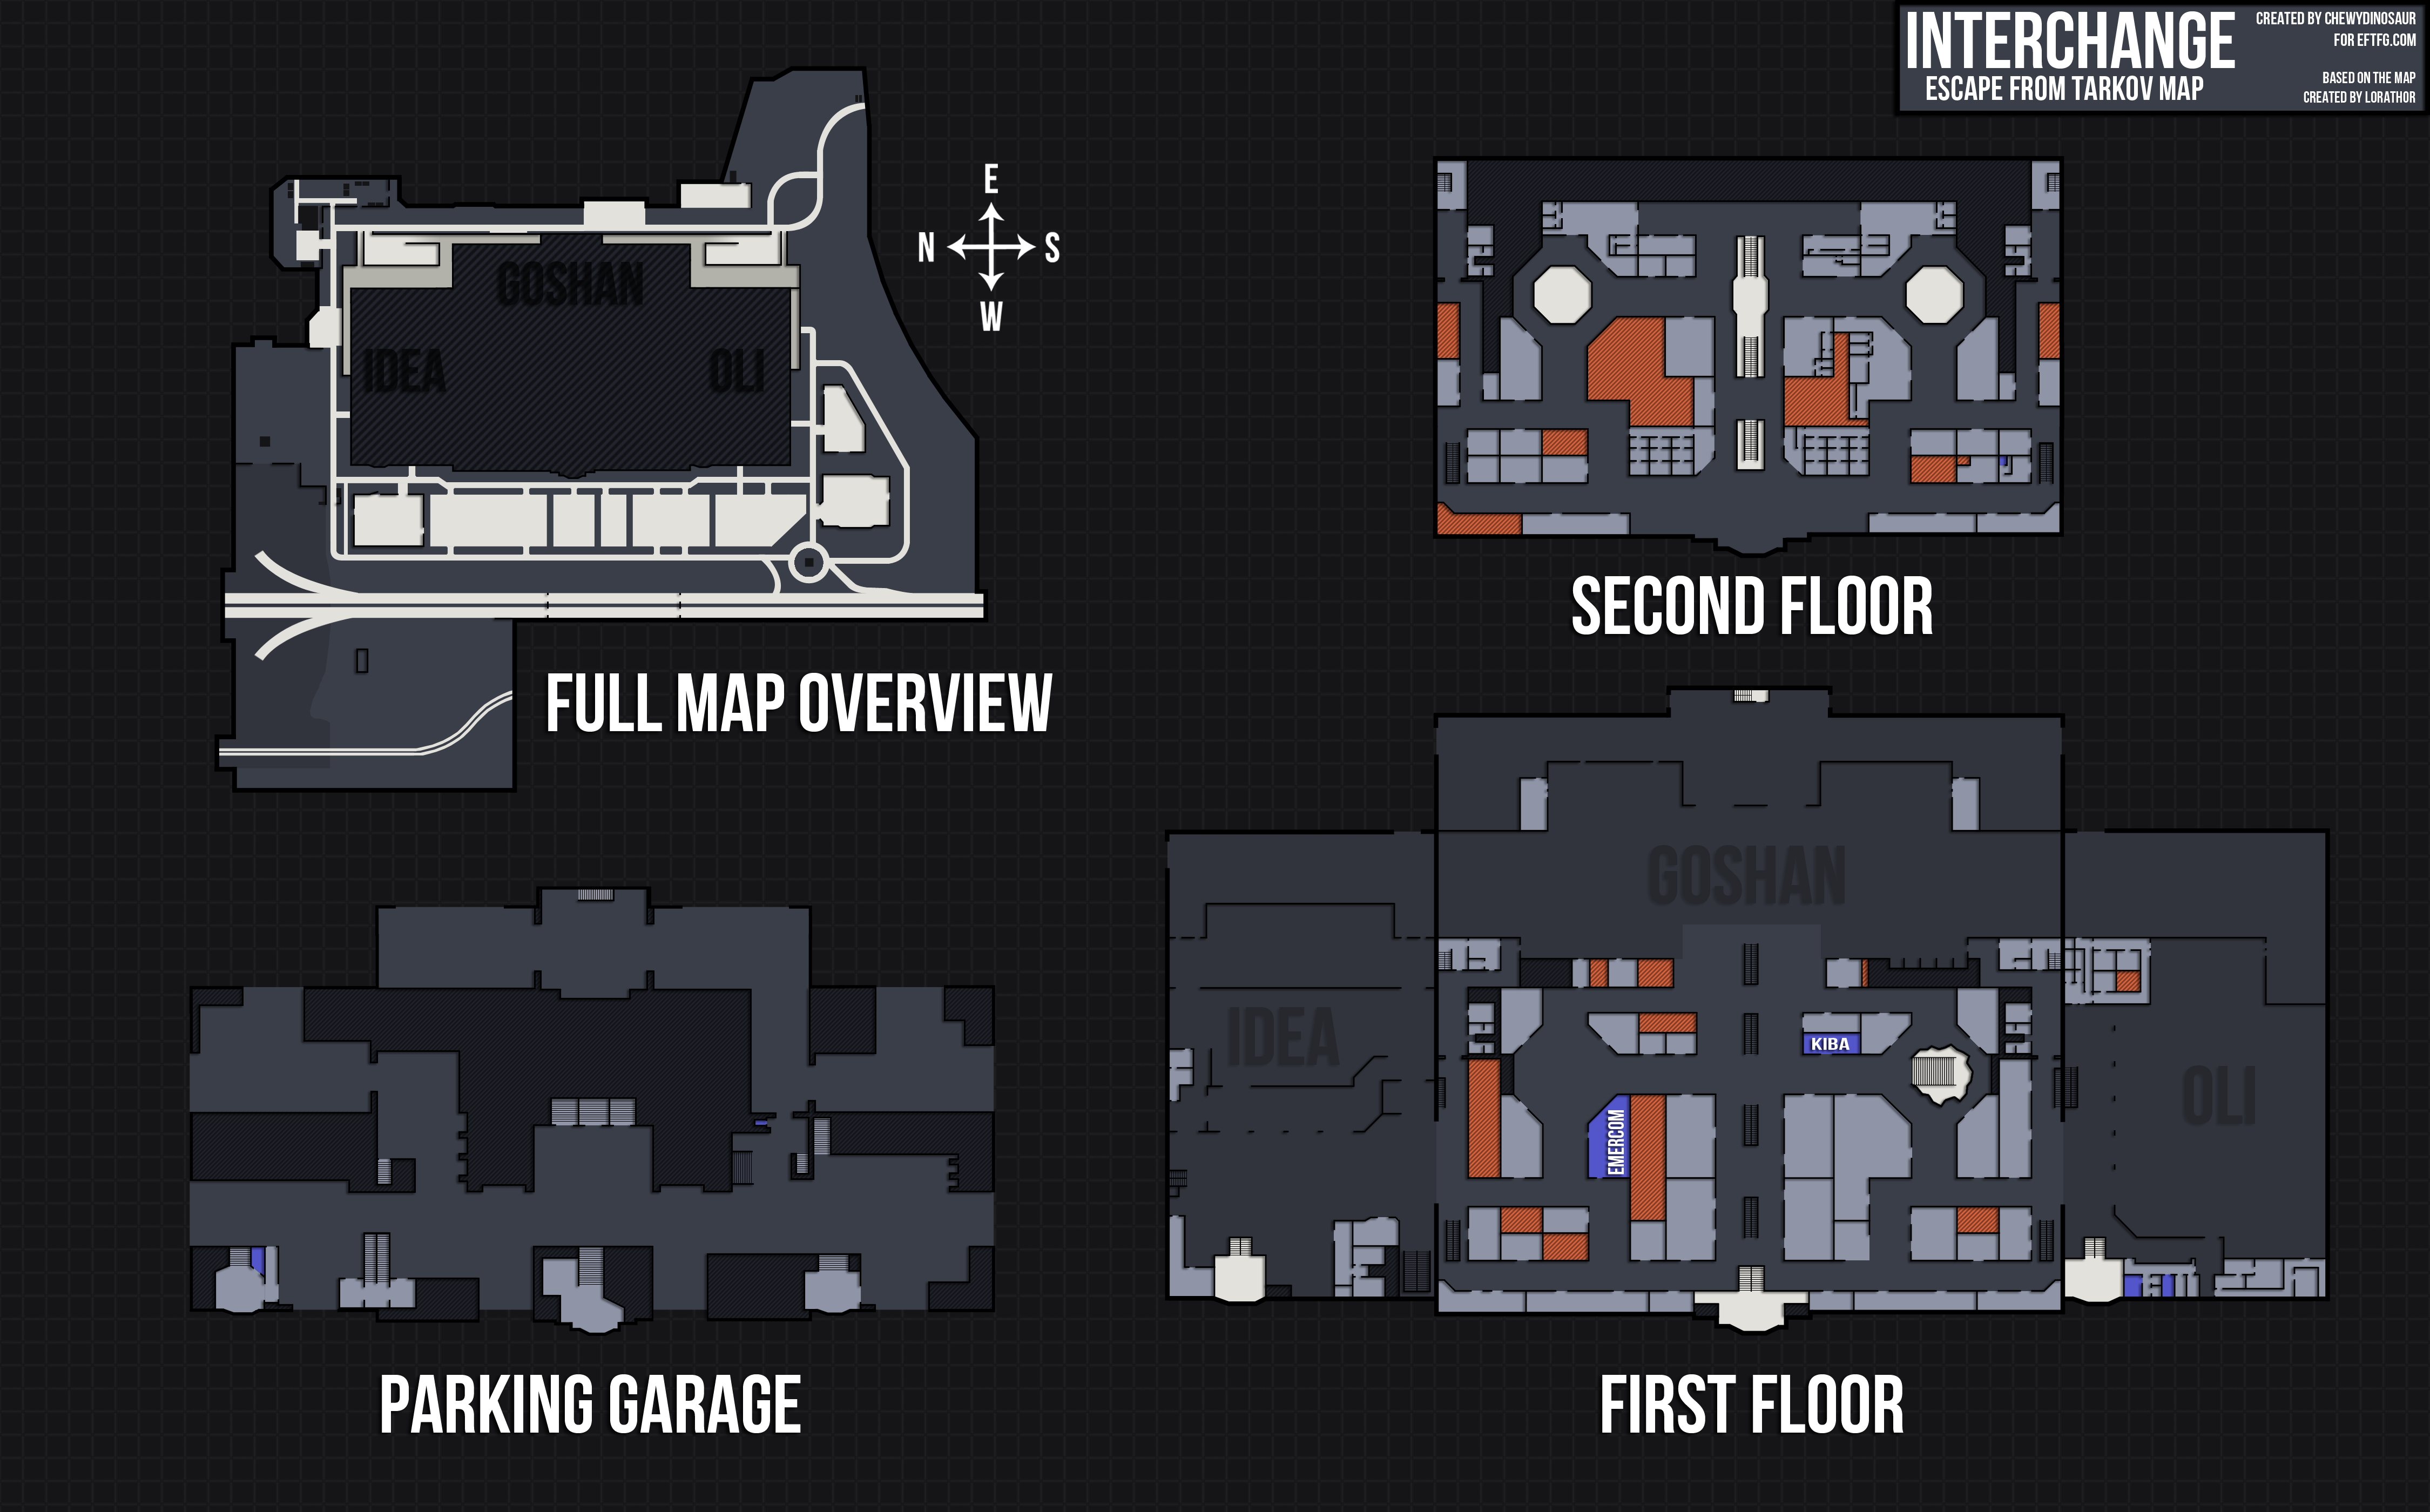 INTERCHANGE
ESCAPE FROM TARKOV MAP
CREATED BY CHEWYDINOSAUR
FOR EFTFG.COM
BASED ON THE MAP
CREATED BY LORATHOR
E
N
S
W
GOSHAN
IDEA
OLI
FULL MAP OVERVIEW
SECOND FLOOR
GOSHAN
IDEA
OLI
KIBA
EMERCOM
PARKING GARAGE
FIRST FLOOR